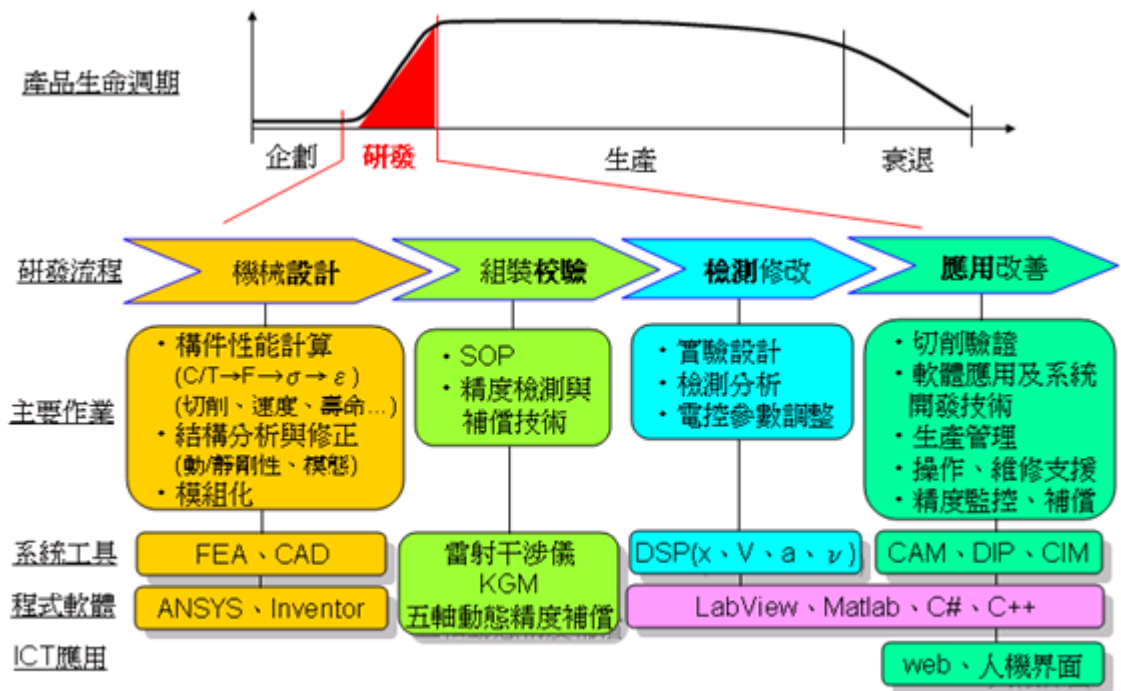 產品生命週期
企劃
研發
生產
衰退
研發流程
機械設計
組裝校驗
檢測修改
應用改善
主要作業
・構件性能計算
(C/T→F→σ→ε)
(切削、速度、壽命...)
・結構分析與修正
(動/靜剛性、模態)
・模組化
・SOP
・精度檢測與
補償技術
・實驗設計
・檢測分析
・電控參數調整
・切削驗證
・軟體應用及系統
開發技術
・生產管理
・操作、維修支援
・精度監控、補償
系統工具
FEA、CAD
雷射干涉儀
KGM
五軸動態精度補償
DSP(x、V、a、ν)
CAM、DIP、CIM
程式軟體
ANSYS、Inventor
LabView、Matlab、C#、C++
ICT應用
web、人機界面